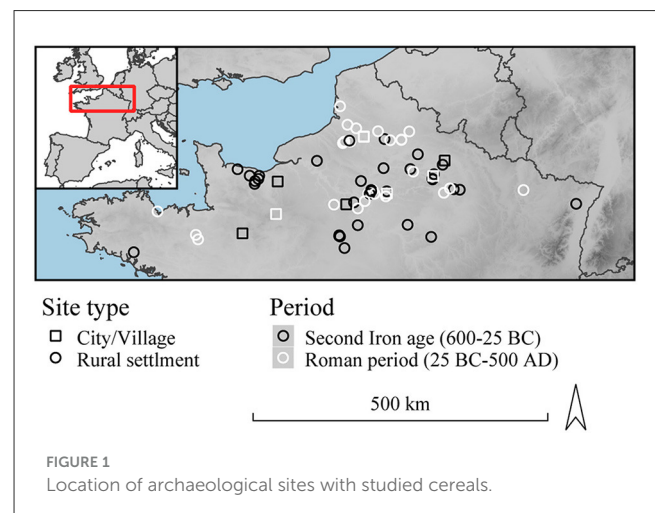 Site type
City/Village
Rural settlment
Period
Second Iron age (600-25 BC)
Roman period (25 BC-500 AD)
500 km
FIGURE 1
Location of archaeological sites with studied cereals.